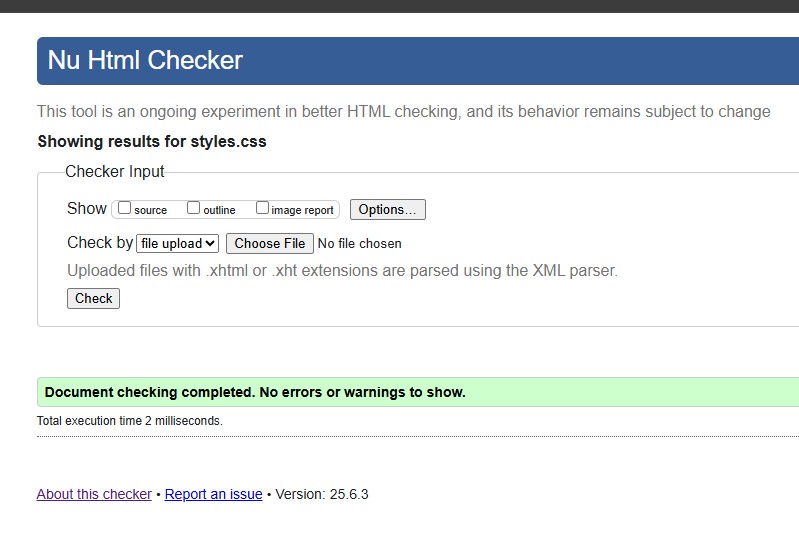 Nu Html Checker
This tool is an ongoing experiment in better HTML checking, and its behavior remains subject to change
Showing results for styles.css
Checker Input
Show source outline image report Options...
Check by file upload Choose File No file chosen
Uploaded files with .xhtml or .xht extensions are parsed using the XML parser.
Check
Document checking completed. No errors or warnings to show.
Total execution time 2 milliseconds.
About this checker • Report an issue • Version: 25.6.3